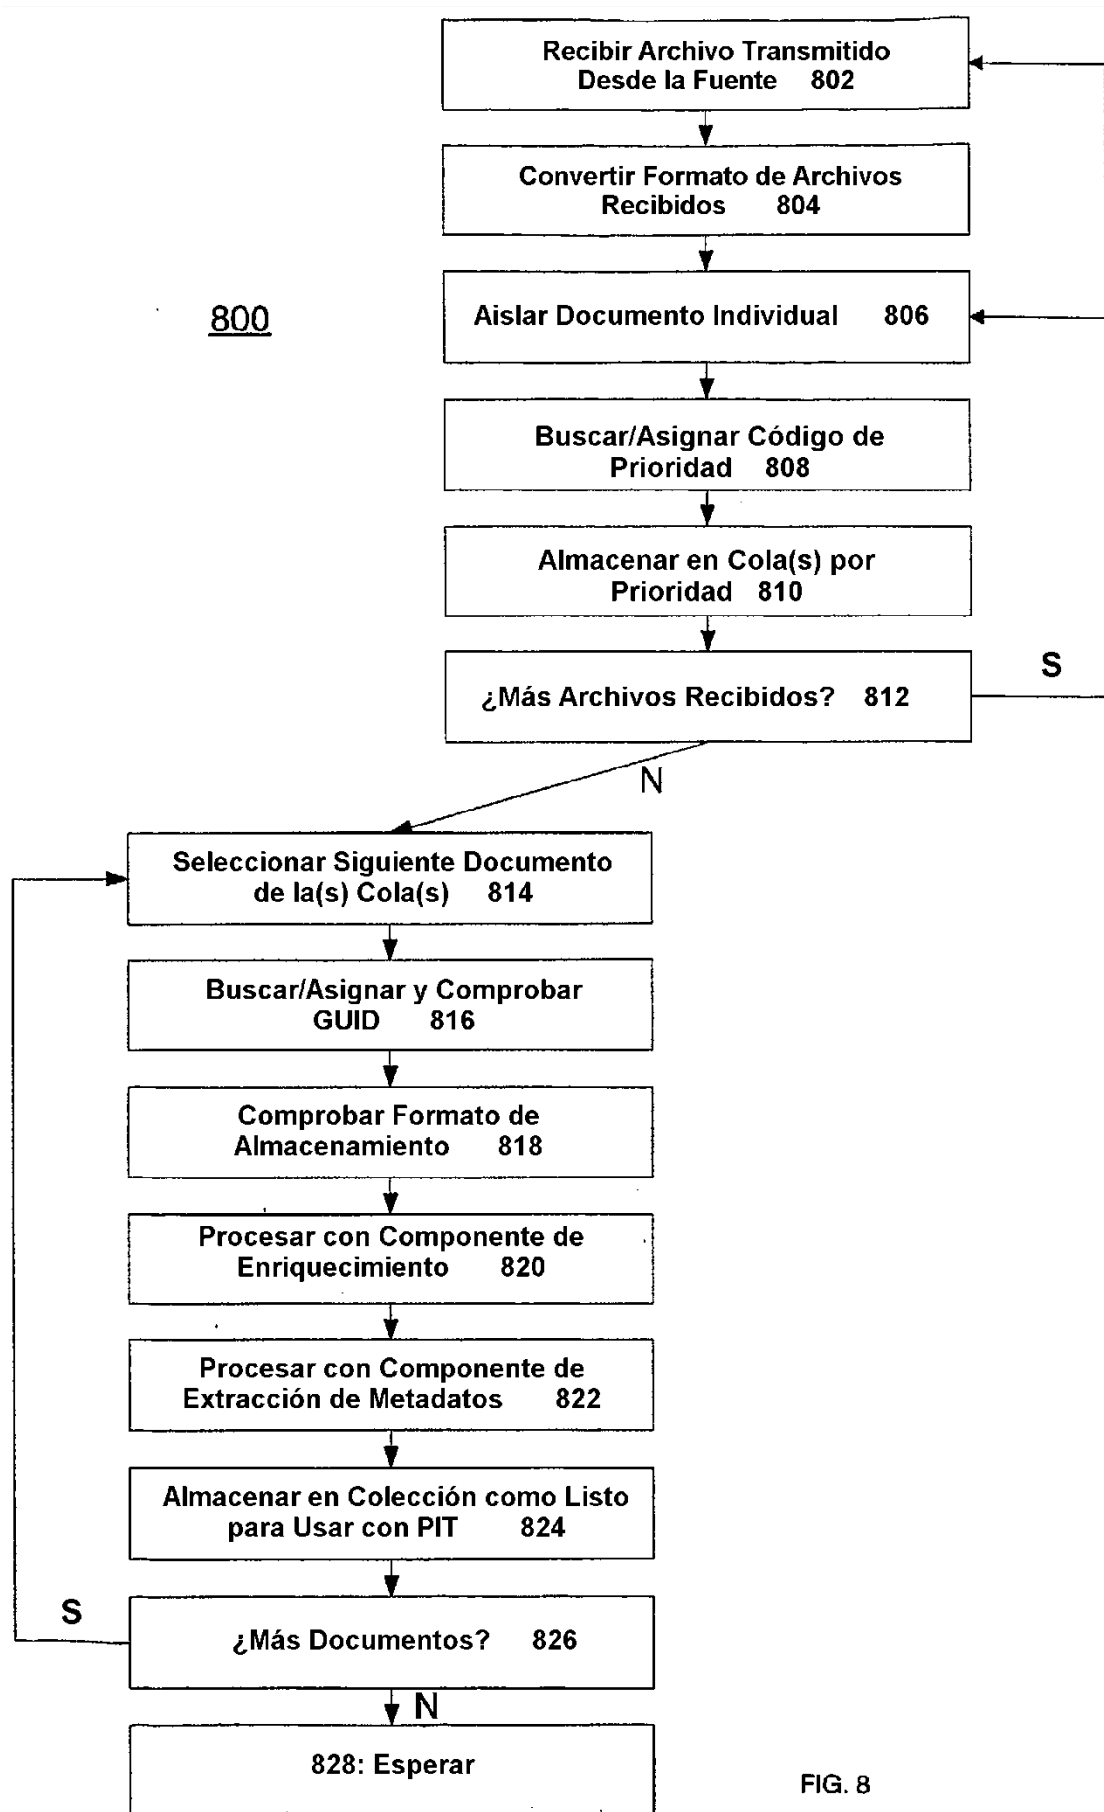 Recibir Archivo Transmitido
Desde la Fuente 802
Convertir Formato de Archivos
Recibidos 804
800
Aislar Documento Individual 806
Buscar/Asignar Código de
Prioridad 808
Almacenar en Cola(s) por
Prioridad 810
¿Más Archivos Recibidos? 812
S
N
Seleccionar Siguiente Documento
de la(s) Cola(s) 814
Buscar/Asignar y Comprobar
GUID 816
Comprobar Formato de
Almacenamiento 818
Procesar con Componente de
Enriquecimiento 820
Procesar con Componente de
Extracción de Metadatos 822
Almacenar en Colección como Listo
para Usar con PIT 824
S
¿Más Documentos? 826
N
828: Esperar
FIG. 8